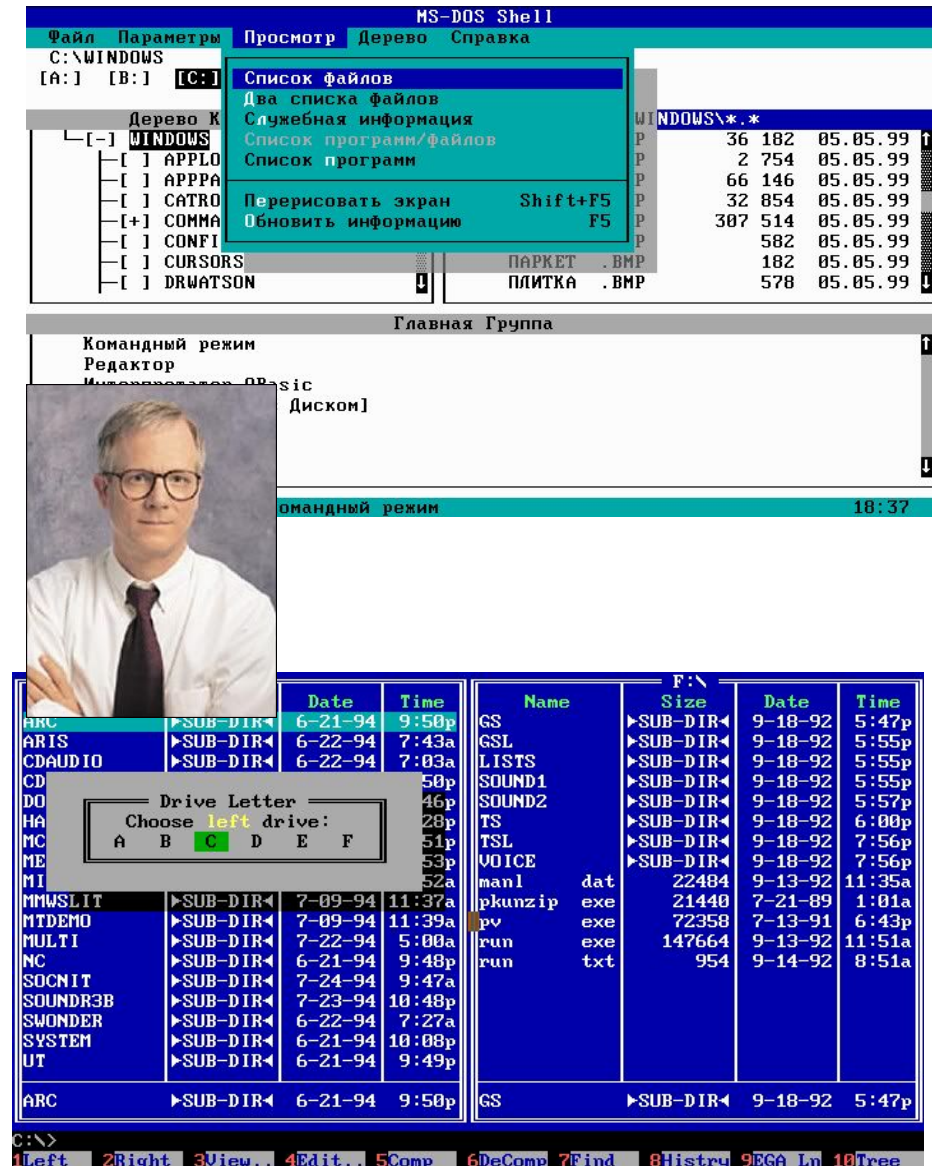 MS-DOS Shell
Файл Параметры Просмотр Дерево Справка
C:\WINDOWS
[A:] [B:] [C:]
Список файлов
Два списка файлов
Служебная информация
Список программ/файлов
Список программ
Перерисовать экран Shift+F5
Обновить информацию F5
Дерево К WINDOWS\*.*
[-] WINDOWS P 36 182 05.05.99
[ ] APPLO P 2 754 05.05.99
[ ] APPPA P 66 146 05.05.99
[ ] CATRO P 32 854 05.05.99
[+] COMMA P 307 514 05.05.99
[ ] CONFI P 582 05.05.99
[ ] CURSORS ПАРКЕТ .BMP 182 05.05.99
[ ] DRWATSON ПЛИТКА .BMP 578 05.05.99
Главная Группа
Командный режим
Редактор
Интерпретатор QBasic
Диском]
омандный режим 18:37
Date Time
ARC ►SUB-DIR◄ 6-21-94 9:50p
ARIS ►SUB-DIR◄ 6-22-94 7:43a
CDAUDIO ►SUB-DIR◄ 6-22-94 7:03a
CD 50p
DO 46p
HA 28p
MC 51p
ME 53p
MI 52a
MMWSLIT ►SUB-DIR◄ 7-09-94 11:37a
MTDEMO ►SUB-DIR◄ 7-09-94 11:39a
MULTI ►SUB-DIR◄ 7-22-94 5:00a
NC ►SUB-DIR◄ 6-21-94 9:48p
SOCNIT ►SUB-DIR◄ 7-24-94 9:47a
SOUNDR3B ►SUB-DIR◄ 7-23-94 10:48p
SWONDER ►SUB-DIR◄ 6-22-94 7:27a
SYSTEM ►SUB-DIR◄ 6-21-94 10:08p
UT ►SUB-DIR◄ 6-21-94 9:49p
ARC ►SUB-DIR◄ 6-21-94 9:50p
Drive Letter
Choose left drive:
A B C D E F
F:\
Name Size Date Time
GS ►SUB-DIR◄ 9-18-92 5:47p
GSL ►SUB-DIR◄ 9-18-92 5:55p
LISTS ►SUB-DIR◄ 9-18-92 5:55p
SOUND1 ►SUB-DIR◄ 9-18-92 5:55p
SOUND2 ►SUB-DIR◄ 9-18-92 5:57p
TS ►SUB-DIR◄ 9-18-92 6:00p
TSL ►SUB-DIR◄ 9-18-92 7:56p
VOICE ►SUB-DIR◄ 9-18-92 7:56p
manl dat 22484 9-13-92 11:35a
pkunzip exe 21440 7-21-89 1:01a
pv exe 72358 7-13-91 6:43p
run exe 147664 9-13-92 11:51a
run txt 954 9-14-92 8:51a
GS ►SUB-DIR◄ 9-18-92 5:47p
C:\>
1Left 2Right 3View.. 4Edit.. 5Comp 6DeComp 7Find 8Histry 9EGA Ln 10Tree